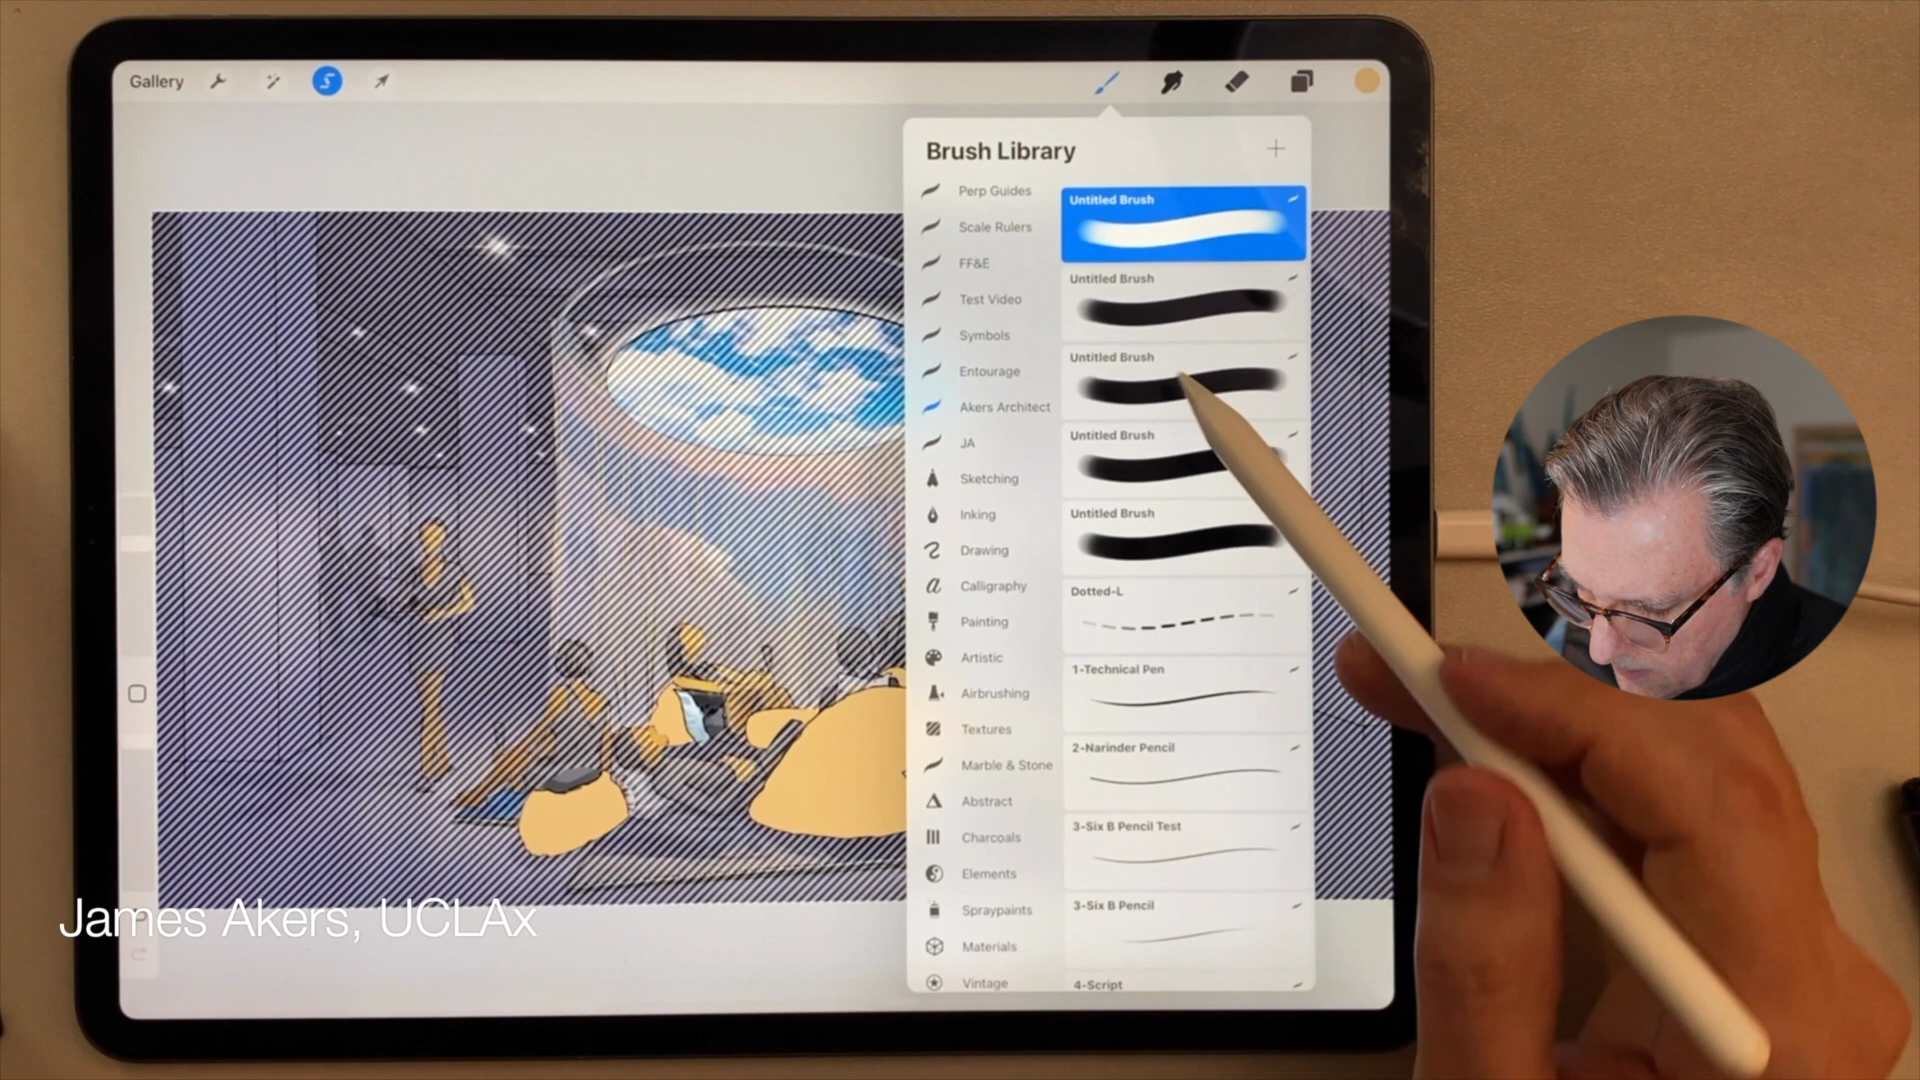 Gallery
Brush Library
Perp Guides
Scale Rulers
FF&E
Test Video
Symbols
Entourage
Akers Architect
JA
Sketching
Inking
Drawing
Calligraphy
Painting
Artistic
Airbrushing
Textures
Marble & Stone
Abstract
Charcoals
Elements
Spraypaints
Materials
Vintage
Untitled Brush
Untitled Brush
Untitled Brush
Untitled Brush
Untitled Brush
Dotted-L
1-Technical Pen
2-Narinder Pencil
3-Six B Pencil Test
3-Six B Pencil
4-Script
James Akers, UCLAx